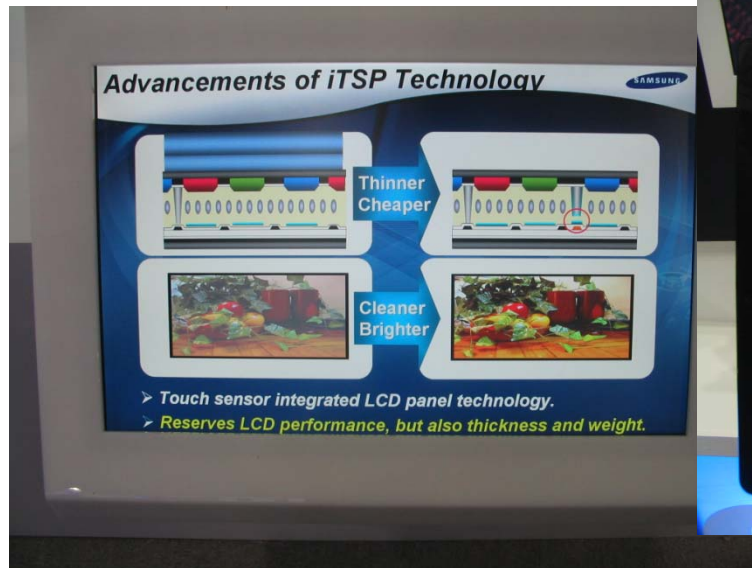 Advancements of iTSP Technology
SAMSUNG
Thinner
Cheaper
Cleaner
Brighter
➢ Touch sensor integrated LCD panel technology.
➢ Reserves LCD performance, but also thickness and weight.